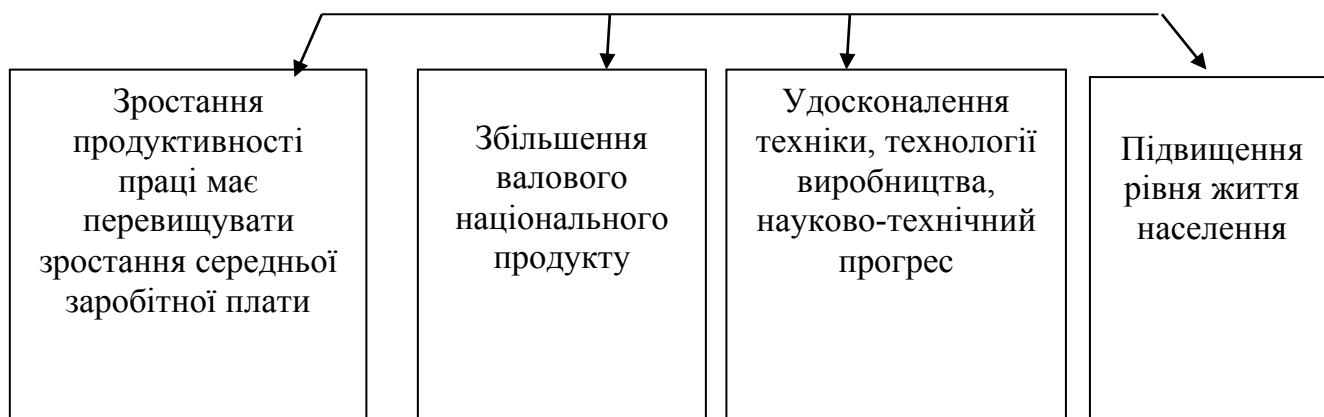 Зростання
продуктивності
праці має
перевищувати
зростання середньої
заробітної плати
Збільшення
валового
національного
продукту
Удосконалення
техніки, технології
виробництва,
науково-технічний
прогрес
Підвищення
рівня життя
населення